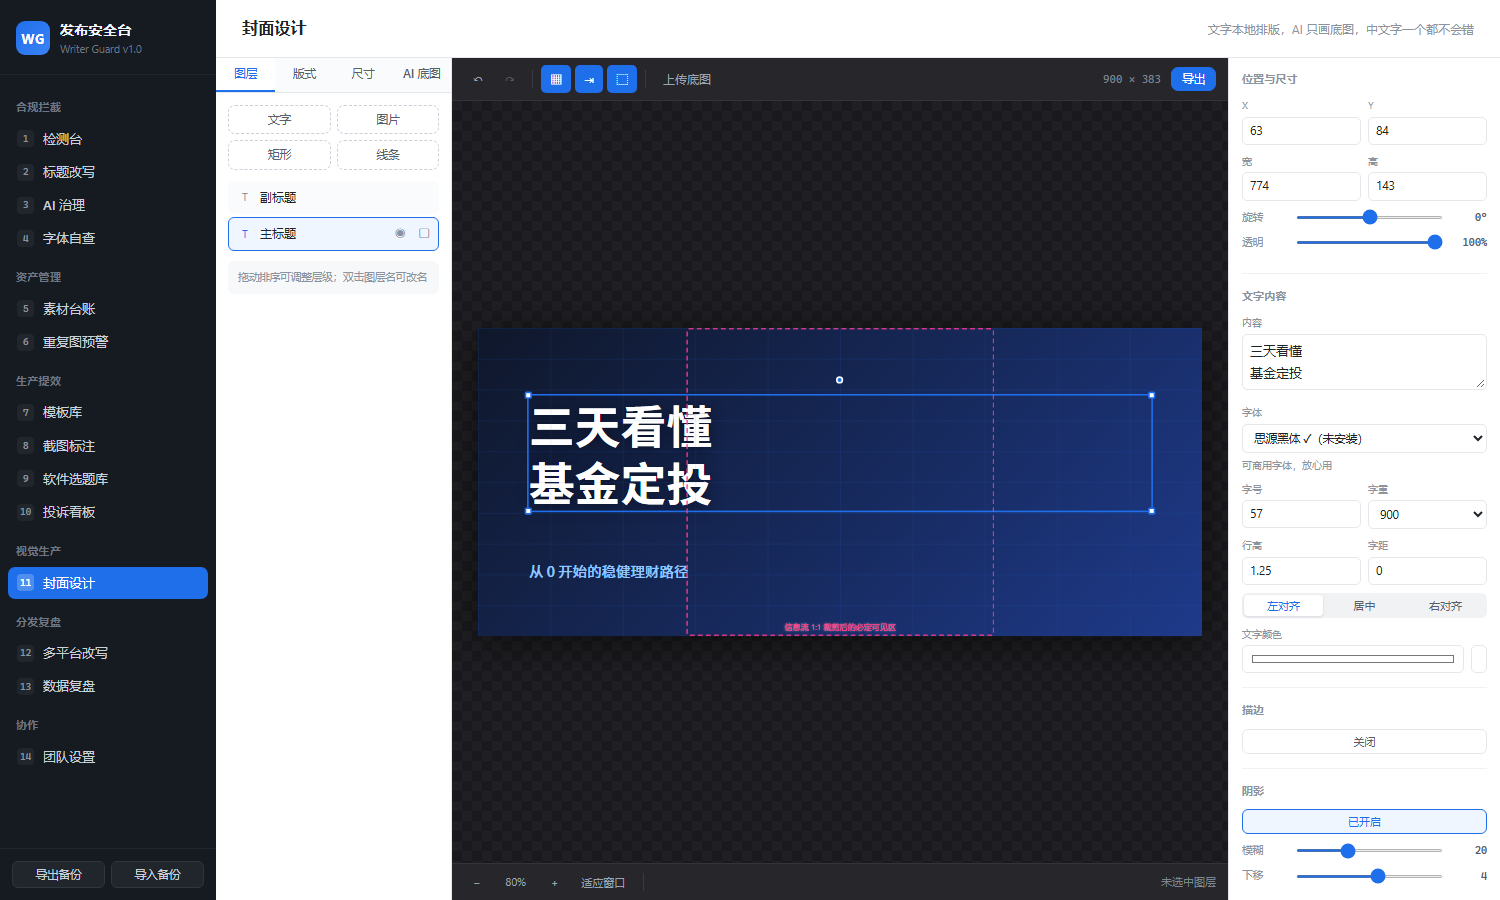 WG
发布安全台
Writer Guard v1.0
合规拦截
1 检测台
2 标题改写
3 AI 治理
4 字体自查
资产管理
5 素材台账
6 重复图预警
生产提效
7 模板库
8 截图标注
9 软件选题库
10 投诉看板
视觉生产
11 封面设计
分发复盘
12 多平台改写
13 数据复盘
协作
14 团队设置
导出备份 导入备份
封面设计
文字本地排版，AI 只画底图，中文字一个都不会错
图层 版式 尺寸 AI 底图
文字 图片
矩形 线条
T 副标题
T 主标题
拖动排序可调整层级；双击图层名可改名
上传底图
900 × 383
导出
三天看懂
基金定投
从 0 开始的稳健理财路径
信息流 1:1 裁剪后的必定可见区
− 80% + 适应窗口
未选中图层
位置与尺寸
X Y
63 84
宽 高
774 143
旋转 0°
透明 100%
文字内容
内容
三天看懂
基金定投
字体
思源黑体 ✓（未安装）
可商用字体，放心用
字号 字重
57 900
行高 字距
1.25 0
左对齐 居中 右对齐
文字颜色
描边
关闭
阴影
已开启
模糊 20
下移 4